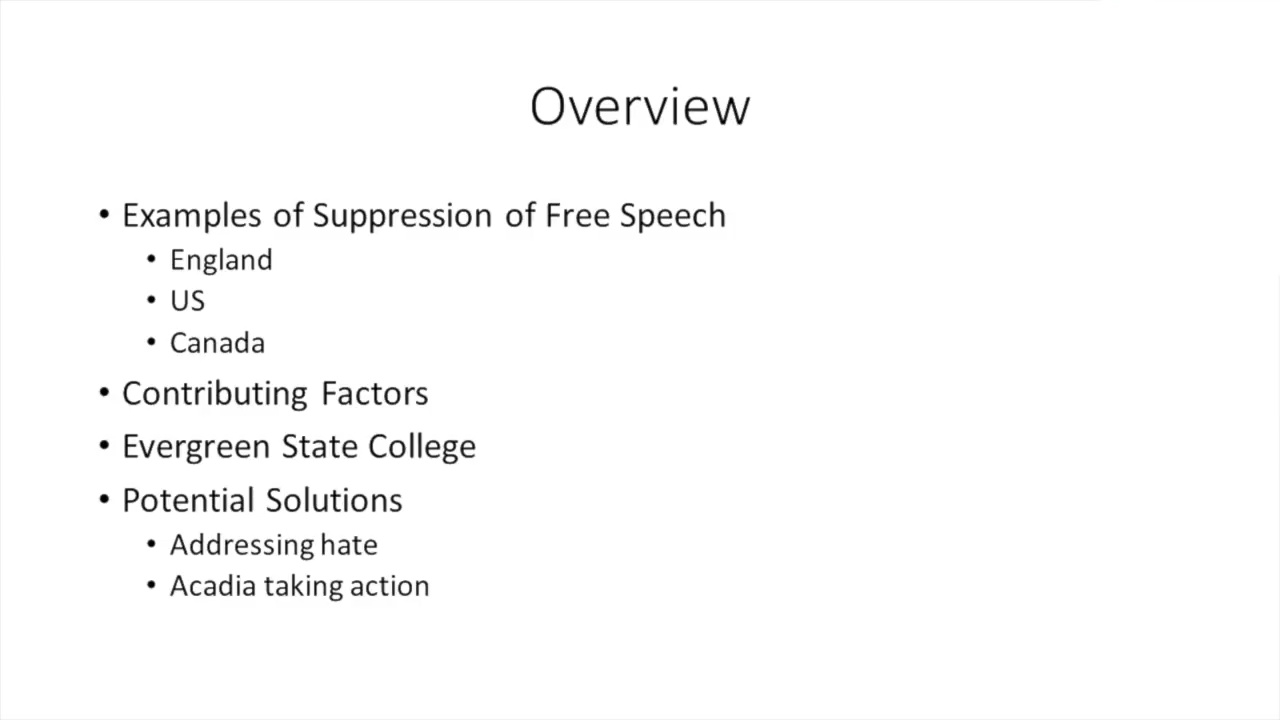 Overview
• Examples of Suppression of Free Speech
• England
• US
• Canada
• Contributing Factors
• Evergreen State College
• Potential Solutions
• Addressing hate
• Acadia taking action